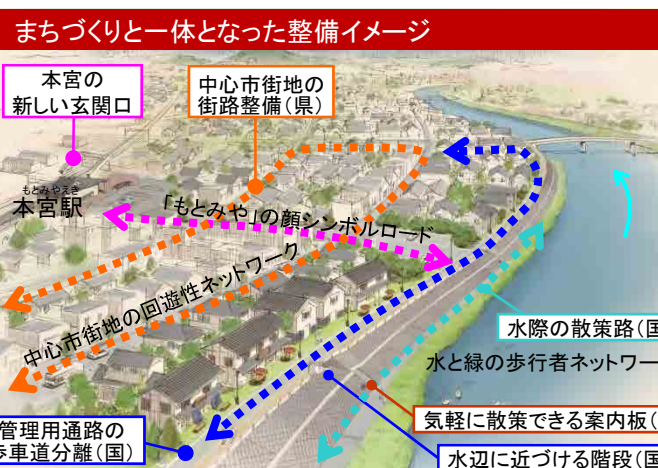 まちづくりと一体となった整備イメージ
本宮の
新しい玄関口
中心市街地の
街路整備(県)
もとみやえき
本宮駅
「もとみや」の顔シンボルロード
中心市街地の回遊性ネットワーク
水際の散策路(国
水と緑の歩行者ネットワー
気軽に散策できる案内板(
管理用通路の
歩車道分離(国)
水辺に近づける階段(国